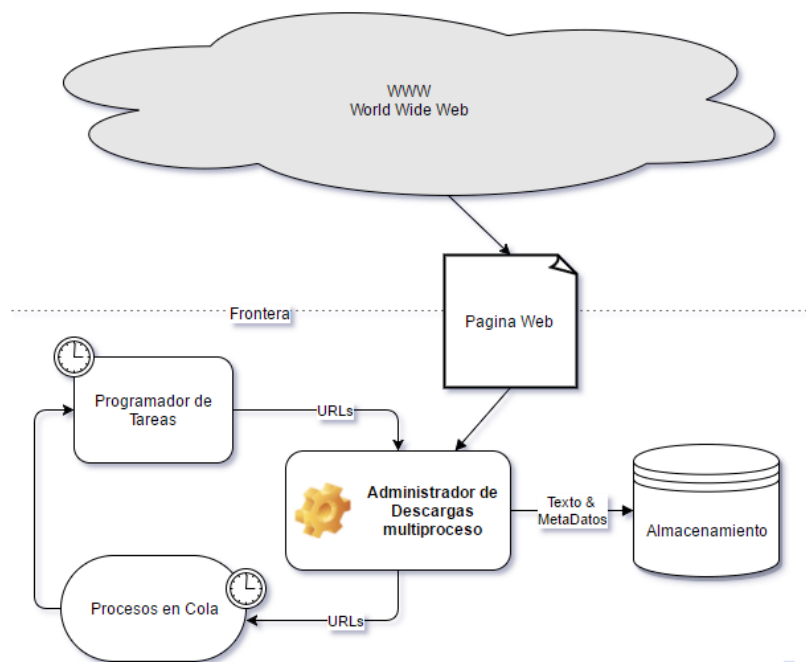 WWW
World Wide Web
Frontera
Pagina Web
Programador de
Tareas
URLs
Administrador de
Descargas
multiproceso
Texto &
MetaDatos
Almacenamiento
Procesos en Cola
URLs